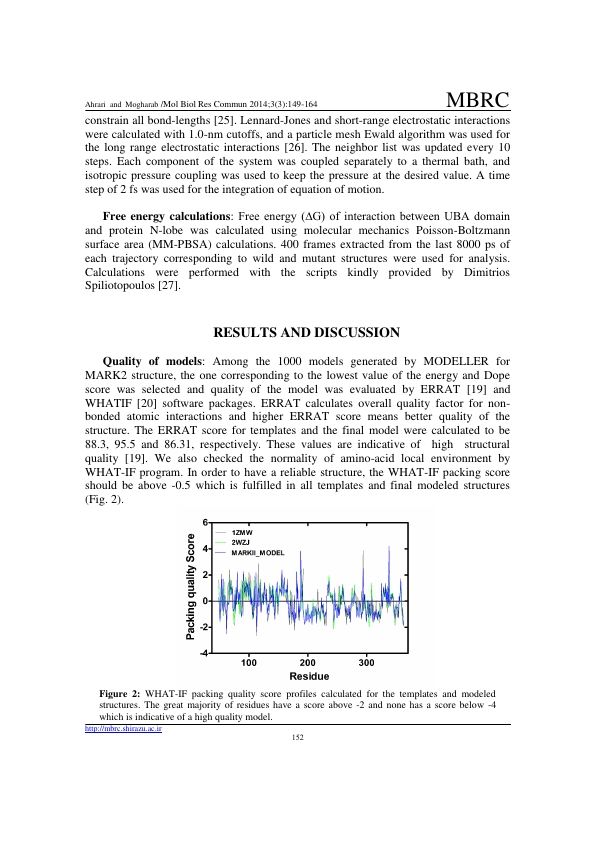 Ahrari and Mogharab /Mol Biol Res Commun 2014;3(3):149-164 MBRC
constrain all bond-lengths [25]. Lennard-Jones and short-range electrostatic interactions
were calculated with 1.0-nm cutoffs, and a particle mesh Ewald algorithm was used for
the long range electrostatic interactions [26]. The neighbor list was updated every 10
steps. Each component of the system was coupled separately to a thermal bath, and
isotropic pressure coupling was used to keep the pressure at the desired value. A time
step of 2 fs was used for the integration of equation of motion.
Free energy calculations: Free energy (ΔG) of interaction between UBA domain
and protein N-lobe was calculated using molecular mechanics Poisson-Boltzmann
surface area (MM-PBSA) calculations. 400 frames extracted from the last 8000 ps of
each trajectory corresponding to wild and mutant structures were used for analysis.
Calculations were performed with the scripts kindly provided by Dimitrios
Spiliotopoulos [27].
RESULTS AND DISCUSSION
Quality of models: Among the 1000 models generated by MODELLER for
MARK2 structure, the one corresponding to the lowest value of the energy and Dope
score was selected and quality of the model was evaluated by ERRAT [19] and
WHATIF [20] software packages. ERRAT calculates overall quality factor for non-
bonded atomic interactions and higher ERRAT score means better quality of the
structure. The ERRAT score for templates and the final model were calculated to be
88.3, 95.5 and 86.31, respectively. These values are indicative of high structural
quality [19]. We also checked the normality of amino-acid local environment by
WHAT-IF program. In order to have a reliable structure, the WHAT-IF packing score
should be above -0.5 which is fulfilled in all templates and final modeled structures
(Fig. 2).
Packing quality Score
6
4
2
0
-2
-4
1ZMW
2WZJ
MARKII_MODEL
100 200 300
Residue
Figure 2: WHAT-IF packing quality score profiles calculated for the templates and modeled
structures. The great majority of residues have a score above -2 and none has a score below -4
which is indicative of a high quality model.
http://mbrc.shirazu.ac.ir
152